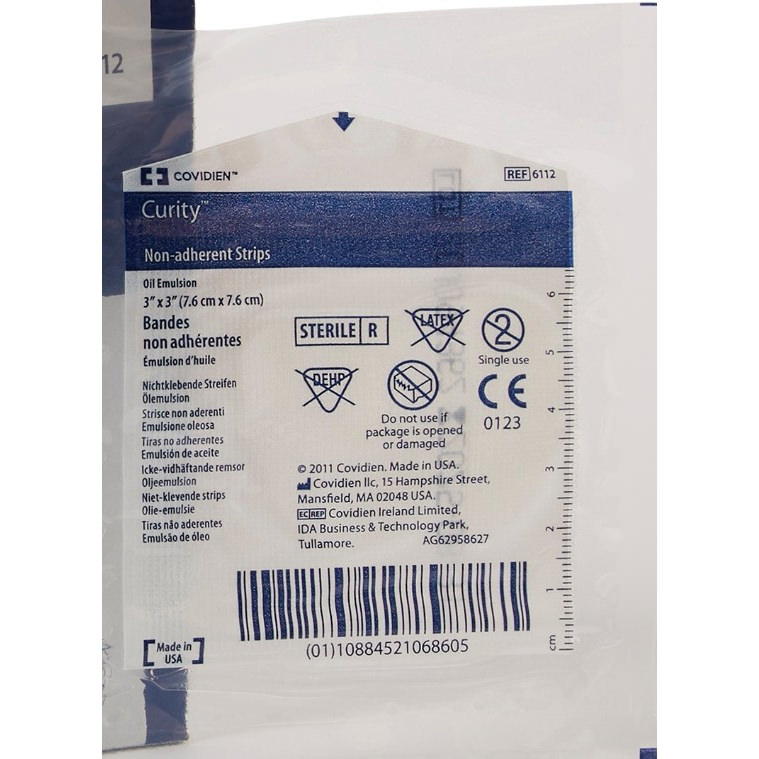 12
COVIDIEN™
REF 6112
Curity™
Non-adherent Strips
Oil Emulsion
3” x 3” (7.6 cm x 7.6 cm)
Bandes
non adhérentes
Émulsion d’huile
Nichtklebende Streifen
Ölemulsion
Strisce non aderenti
Emulsione oleosa
Tiras no adherentes
Emulsión de aceite
Icke-vidhäftande remsor
Oljeemulsion
Niet-klevende strips
Olie-emulsie
Tiras não aderentes
Emulsão de óleo
STERILE R
LATEX
2
Single use
DEHP
Do not use if
package is opened
or damaged
CE
0123
© 2011 Covidien. Made in USA.
Covidien llc, 15 Hampshire Street,
Mansfield, MA 02048 USA.
EC REP Covidien Ireland Limited,
IDA Business & Technology Park,
Tullamore.
AG62958627
6
5
4
3
2
1
cm
(01)10884521068605
Made in
USA